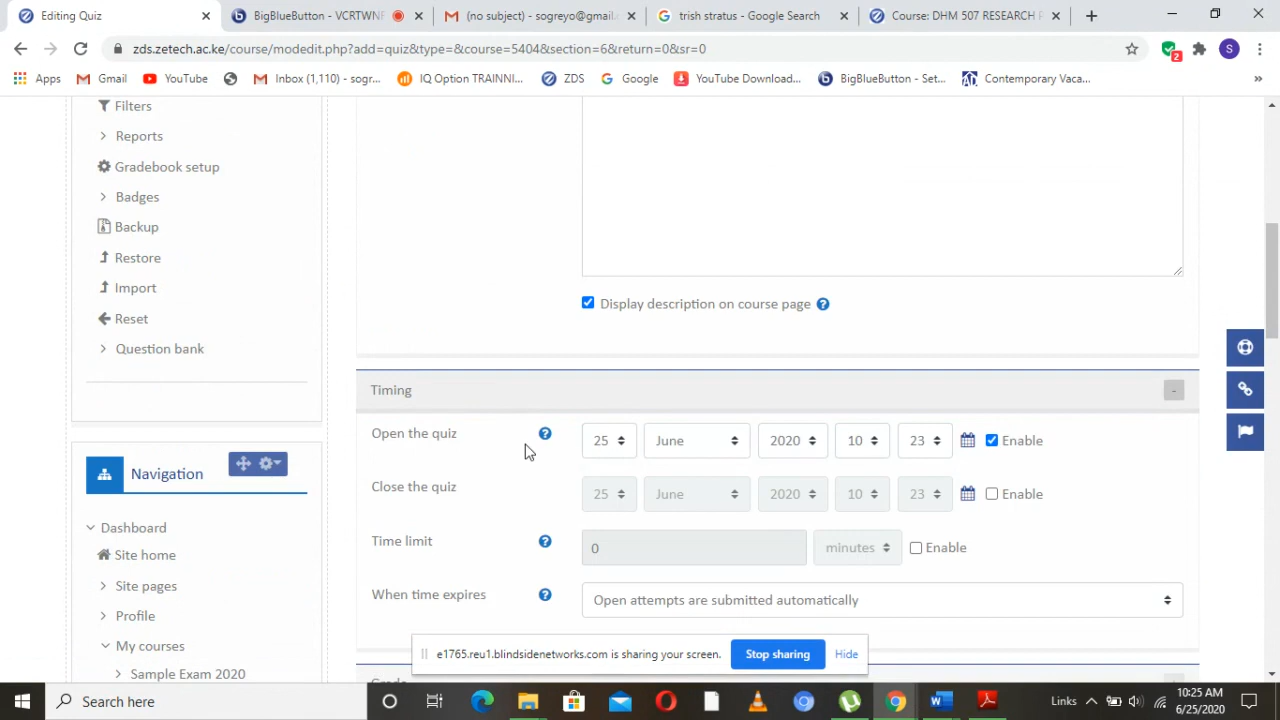 Editing Quiz
BigBlueButton - VCRTWNF
(no subject) - sogreyo@gmail.
trish stratus - Google Search
Course: DHM 507 RESEARCH P
zds.zetech.ac.ke/course/modedit.php?add=quiz&type=&course=5404&section=6&return=0&sr=0
S
2
Apps
Gmail
YouTube
Inbox (1,110) - sogr...
IQ Option TRAINNI...
ZDS
Google
YouTube Download...
BigBlueButton - Set...
Contemporary Vaca...
»
Filters
Reports
Gradebook setup
Badges
Backup
Restore
Import
Reset
Question bank
Display description on course page
Timing
-
Open the quiz
25 June 2020 10 23 Enable
Close the quiz
25 June 2020 10 23 Enable
Time limit
0 minutes Enable
When time expires
Open attempts are submitted automatically
Navigation
Dashboard
Site home
Site pages
Profile
My courses
Sample Exam 2020
e1765.reu1.blindsidenetworks.com is sharing your screen.
Stop sharing
Hide
Grade
Search here
Links
10:25 AM
6/25/2020